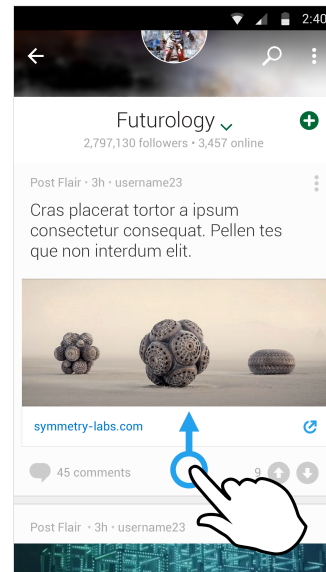 2:40
Futurology
2,797,130 followers • 3,457 online
Post Flair • 3h • username23
Cras placerat tortor a ipsum
consectetur consequat. Pellen tes
que non interdum elit.
symmetry-labs.com
45 comments
9
Post Flair • 3h • username23